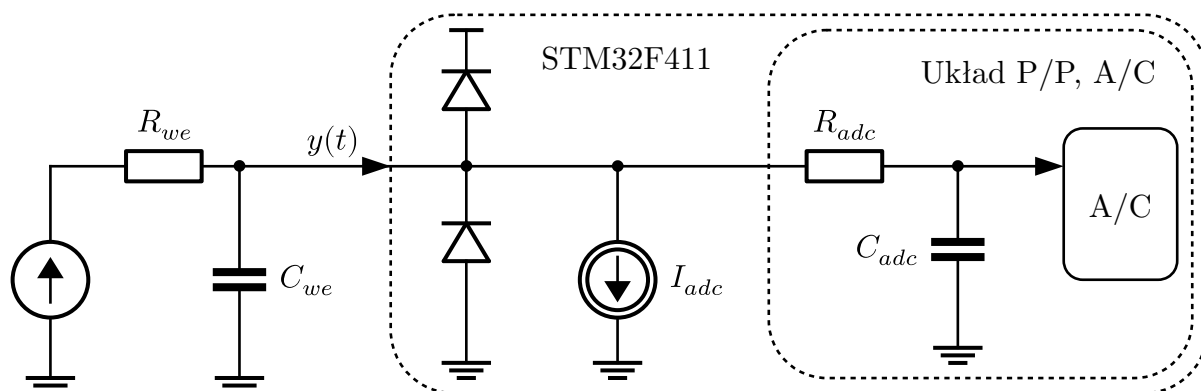 STM32F411
Układ P/P, A/C
R_we
y(t)
R_adc
A/C
C_we
I_adc
C_adc